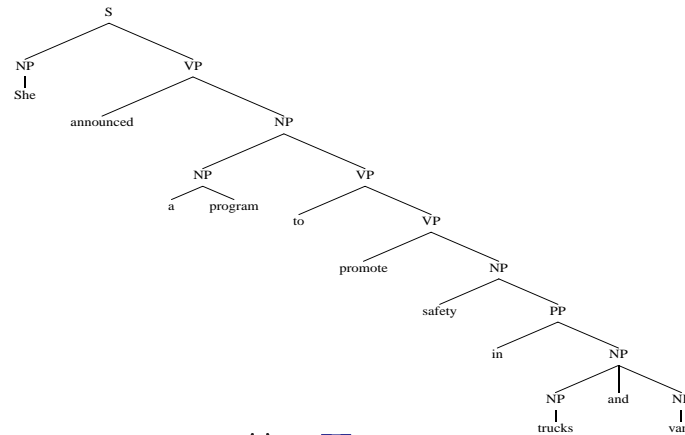 S
NP VP
She
announced NP
NP VP
a program to VP
promote NP
safety PP
in NP
NP and
trucks